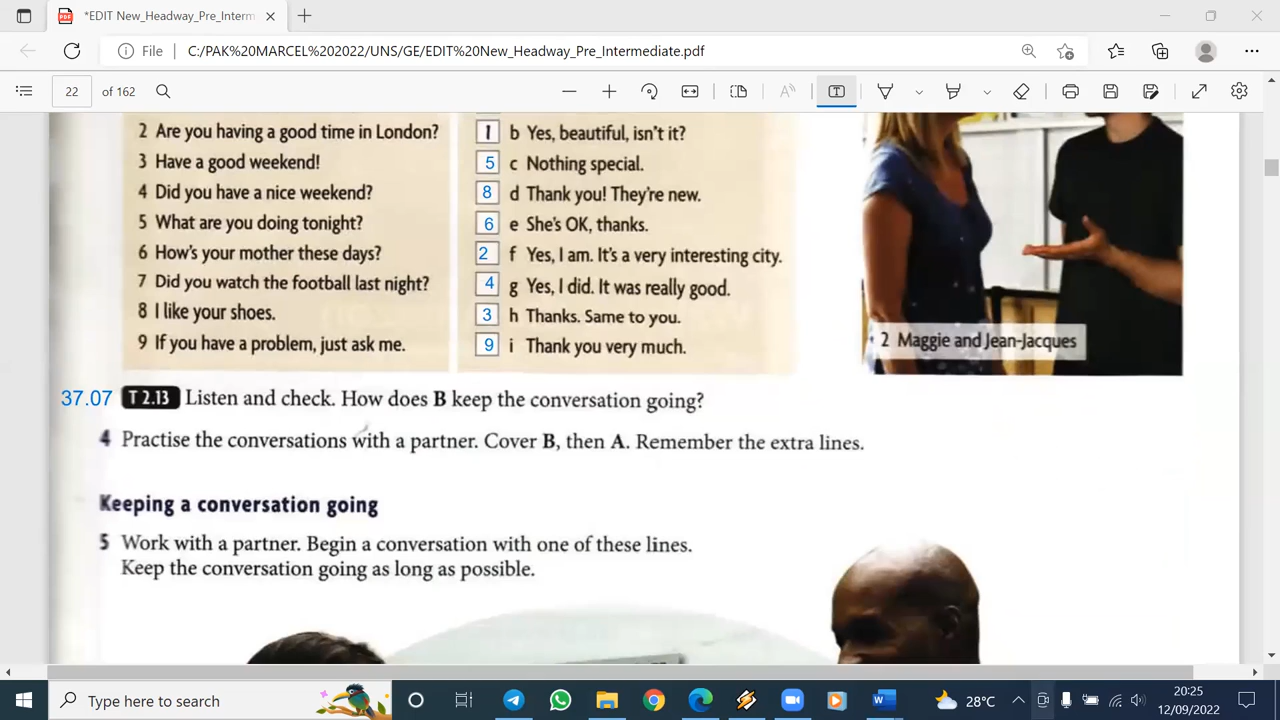 *EDIT New_Headway_Pre_Interm
File
C:/PAK%20MARCEL%202022/UNS/GE/EDIT%20New_Headway_Pre_Intermediate.pdf
22 of 162
2 Are you having a good time in London?
3 Have a good weekend!
4 Did you have a nice weekend?
5 What are you doing tonight?
6 How's your mother these days?
7 Did you watch the football last night?
8 I like your shoes.
9 If you have a problem, just ask me.
1 b Yes, beautiful, isn't it?
5 c Nothing special.
8 d Thank you! They're new.
6 e She's OK, thanks.
2 f Yes, I am. It's a very interesting city.
4 g Yes, I did. It was really good.
3 h Thanks. Same to you.
9 i Thank you very much.
2 Maggie and Jean-Jacques
37.07 T 2.13 Listen and check. How does B keep the conversation going?
4 Practise the conversations with a partner. Cover B, then A. Remember the extra lines.
Keeping a conversation going
5 Work with a partner. Begin a conversation with one of these lines.
Keep the conversation going as long as possible.
Type here to search
28°C
20:25
12/09/2022